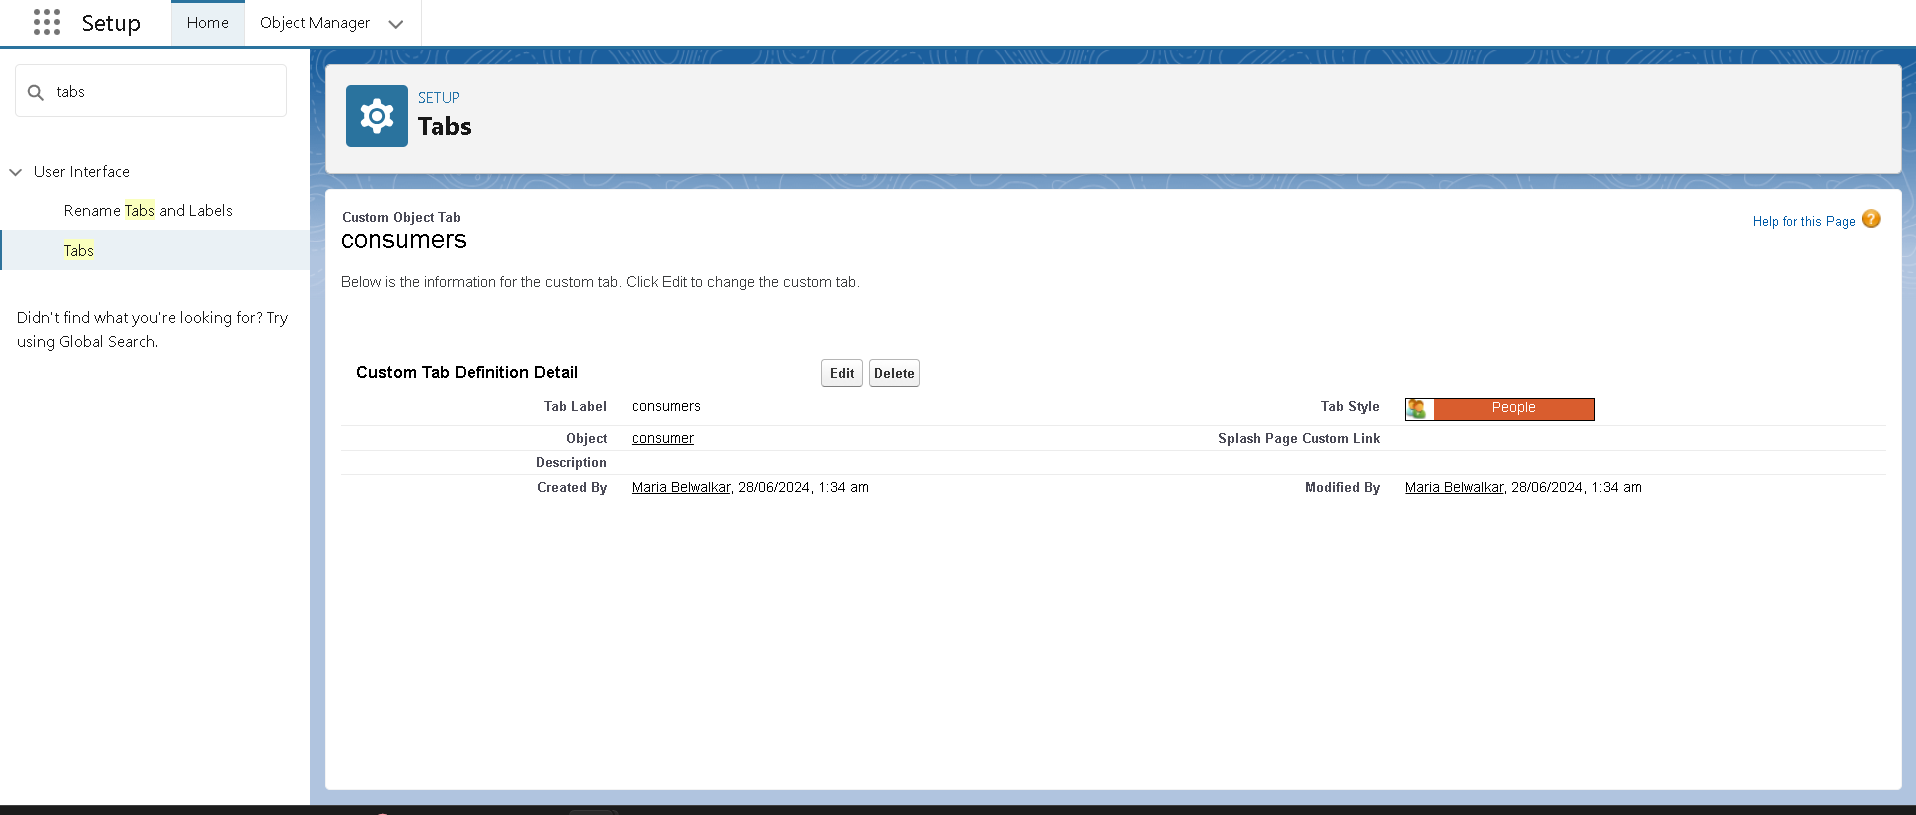 Setup
Home
Object Manager
tabs
User Interface
Rename Tabs and Labels
Tabs
Didn't find what you're looking for? Try
using Global Search.
SETUP
Tabs
Custom Object Tab
consumers
Help for this Page ?
Below is the information for the custom tab. Click Edit to change the custom tab.
Custom Tab Definition Detail
Edit
Delete
Tab Label consumers
Tab Style People
Object consumer
Splash Page Custom Link
Description
Created By Maria Belwalkar, 28/06/2024, 1:34 am
Modified By Maria Belwalkar, 28/06/2024, 1:34 am